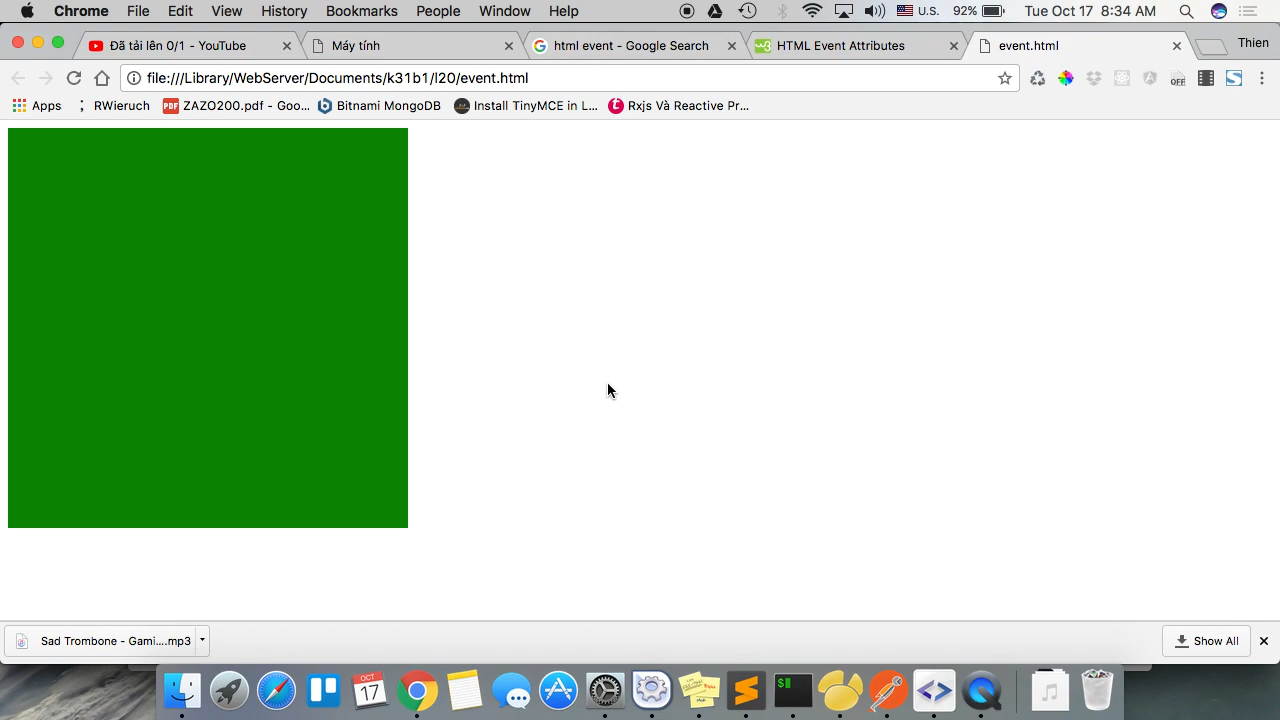 Chrome File Edit View History Bookmarks People Window Help U.S. 92% Tue Oct 17 8:34 AM
Đã tải lên 0/1 - YouTube Máy tính html event - Google Search HTML Event Attributes event.html Thien
file:///Library/WebServer/Documents/k31b1/l20/event.html OFF
Apps RWieruch PDF ZAZO200.pdf - Goo... Bitnami MongoDB Install TinyMCE in L... Rxjs Và Reactive Pr...
Sad Trombone - Gami....mp3 Show All
OCT
17